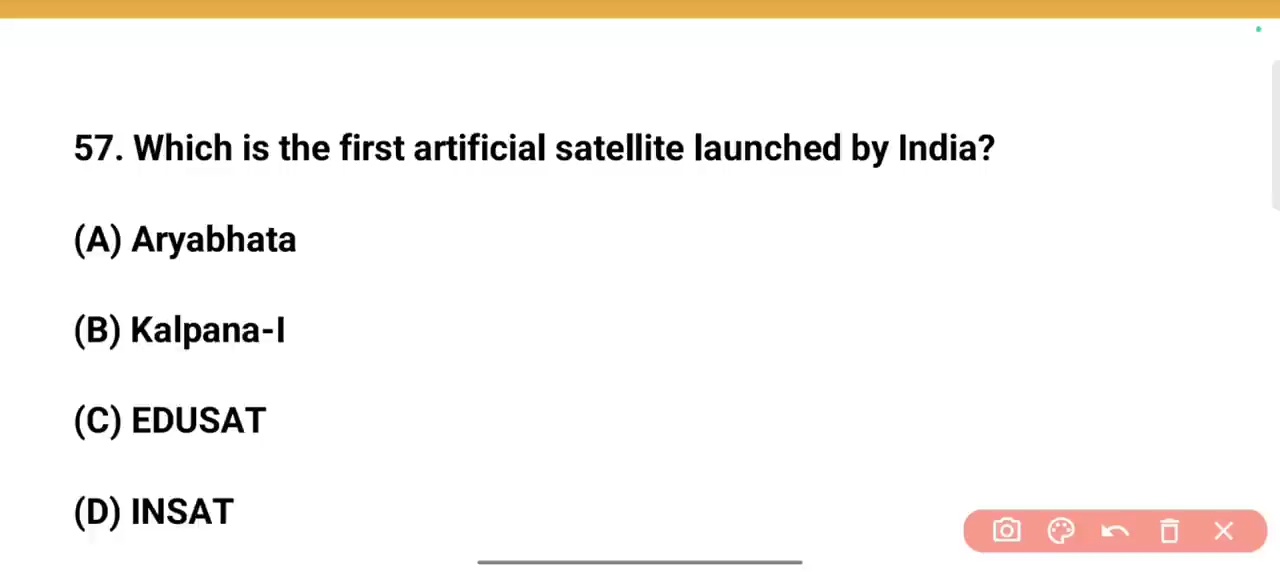 57. Which is the first artificial satellite launched by India?
(A) Aryabhata
(B) Kalpana-I
(C) EDUSAT
(D) INSAT